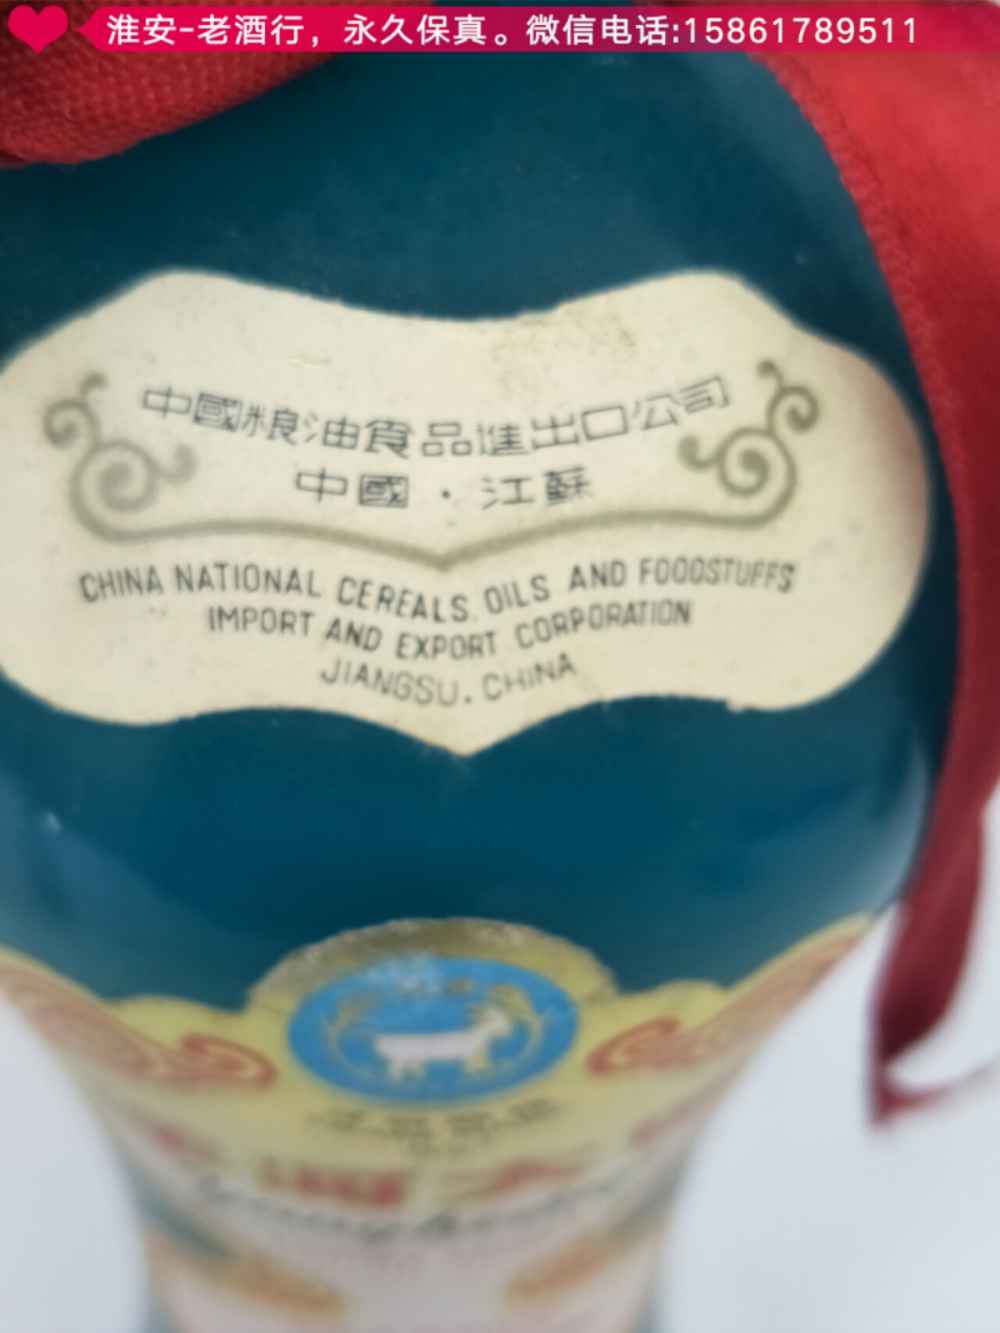 淮安-老酒行，永久保真。微信电话:15861789511
中國粮油食品進出口公司
中國·江蘇
CHINA NATIONAL CEREALS, OILS AND FOODSTUFFS
IMPORT AND EXPORT CORPORATION
JIANGSU. CHINA